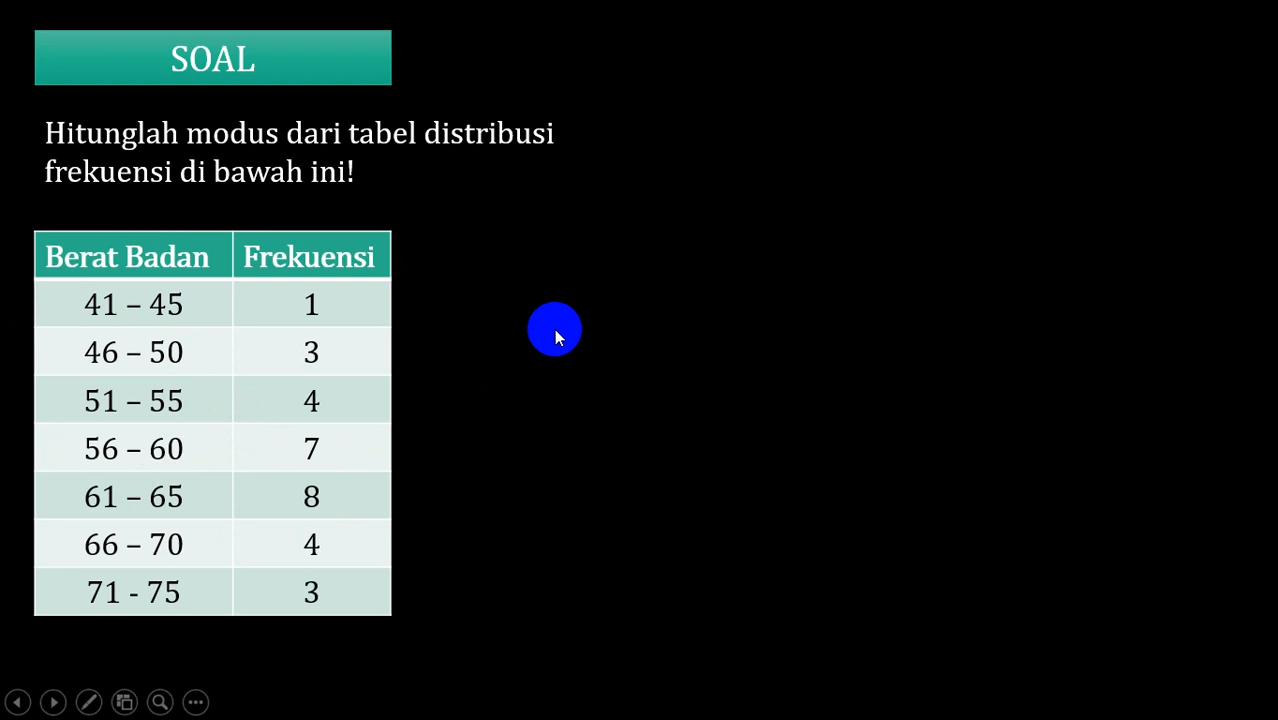 SOAL
Hitunglah modus dari tabel distribusi
frekuensi di bawah ini!
Berat Badan Frekuensi
41 – 45 1
46 – 50 3
51 – 55 4
56 – 60 7
61 – 65 8
66 – 70 4
71 - 75 3